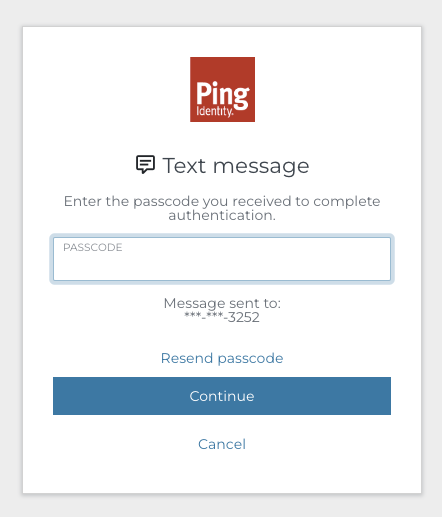 Ping
Identity.
Text message
Enter the passcode you received to complete
authentication.
PASSCODE
Message sent to:
***-***-3252
Resend passcode
Continue
Cancel